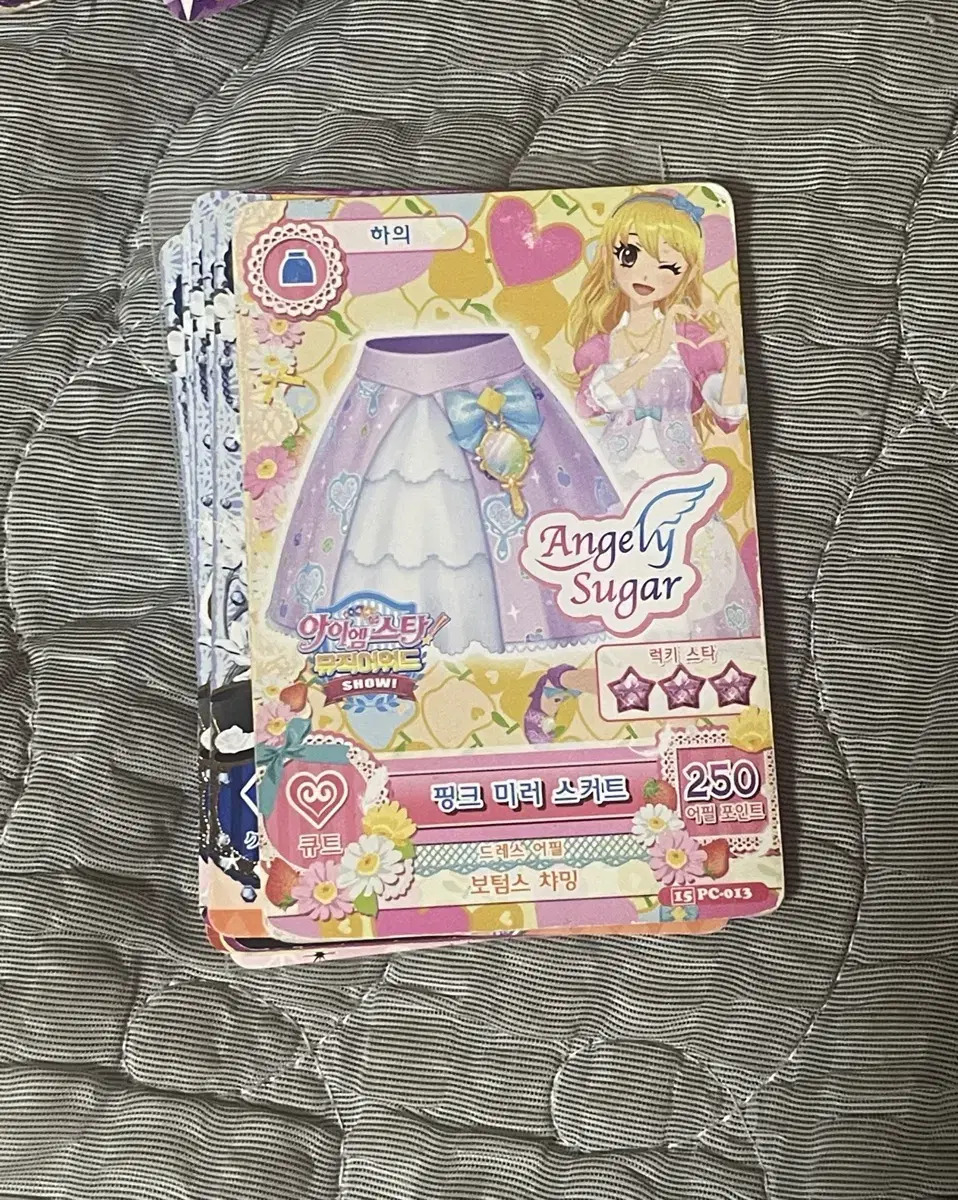 하의
Angely
Sugar
아이엠★스타!
뮤직어워드
SHOW!
럭키 스타
핑크 미러 스커트
250
어필 포인트
큐트
드레스 어필
보텀스 챠밍
15 PC-013